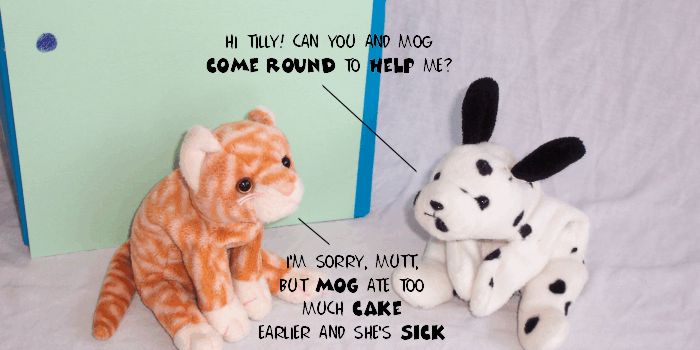 HI TILLY! CAN YOU AND MOG
COME ROUND TO HELP ME?
I'M SORRY, MUTT,
BUT MOG ATE TOO
MUCH CAKE
EARLIER AND SHE'S SICK